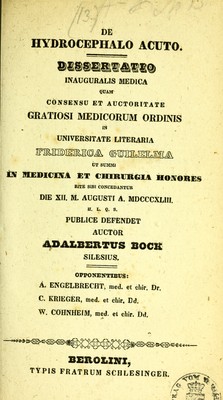 DE
HYDROCEPHALO ACUTO.
DISSERTATIO
INAUGURALIS MEDICA
QUAM
CONSENSU ET AUCTORITATE
GRATIOSI MEDICORUM ORDINIS
IN
UNIVERSITATE LITERARIA
FRIDERICA GUILELMA
UT SUMMI
IN MEDICINA ET CHIRURGIA HONORES
RITE SIBI CONCEDANTUR
DIE XII. M. AUGUSTI A. MDCCCXLIII.
H. L. Q. S.
PUBLICE DEFENDET
AUCTOR
ADALBERTUS BOCK
SILESIUS.
OPPONENTIBUS:
A. ENGELBRECHT, med. et chir. Dr.
C. KRIEGER, med. et chir. Dd.
W. COHNHEIM, med. et chir. Dd.
BEROLINI,
TYPIS FRATRUM SCHLESINGER.